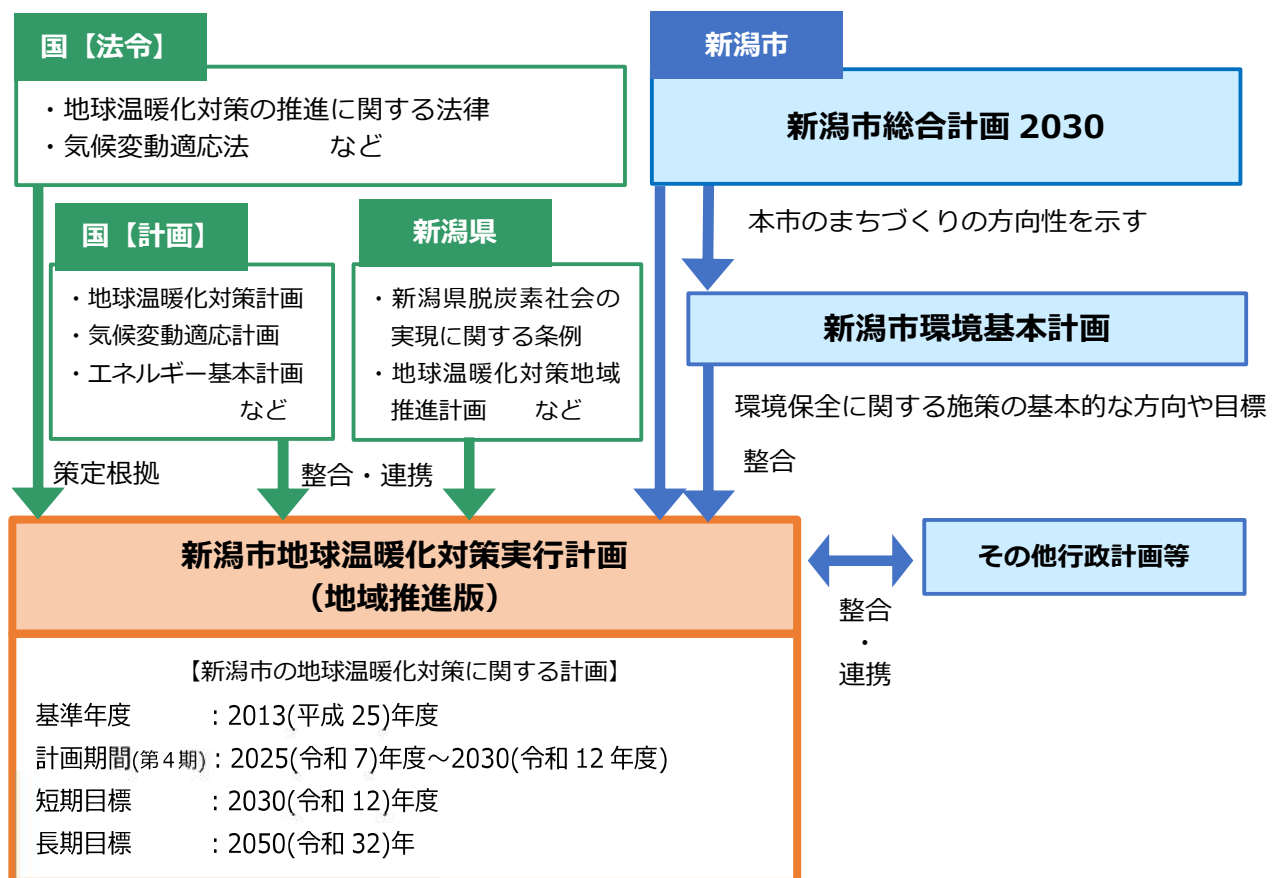 国【法令】
・地球温暖化対策の推進に関する法律
・気候変動適応法 など
新潟市
新潟市総合計画 2030
本市のまちづくりの方向性を示す
国【計画】
・地球温暖化対策計画
・気候変動適応計画
・エネルギー基本計画
など
新潟県
・新潟県脱炭素社会の
実現に関する条例
・地球温暖化対策地域
推進計画 など
新潟市環境基本計画
環境保全に関する施策の基本的な方向や目標
策定根拠
整合・連携
整合
新潟市地球温暖化対策実行計画
（地域推進版）
その他行政計画等
整合
・
連携
【新潟市の地球温暖化対策に関する計画】
基準年度 : 2013(平成 25)年度
計画期間(第４期) : 2025(令和 7)年度～2030(令和 12 年度)
短期目標 : 2030(令和 12)年度
長期目標 : 2050(令和 32)年